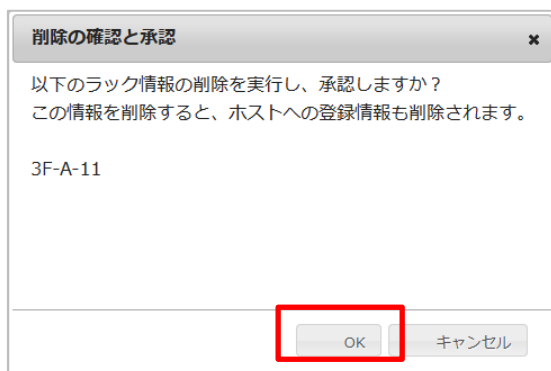 削除の確認と承認
以下のラック情報の削除を実行し、承認しますか？
この情報を削除すると、ホストへの登録情報も削除されます。
3F-A-11
OK キャンセル